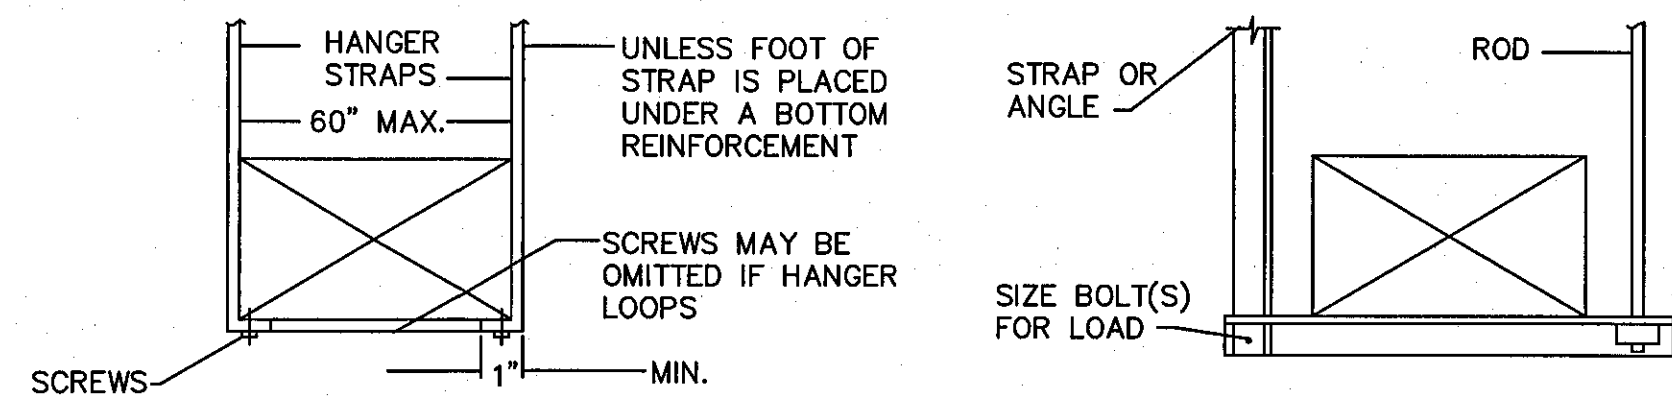 HANGER
STRAPS
60" MAX.
UNLESS FOOT OF
STRAP IS PLACED
UNDER A BOTTOM
REINFORCEMENT
SCREWS MAY BE
OMITTED IF HANGER
LOOPS
SCREWS
1"
MIN.
STRAP OR
ANGLE
ROD
SIZE BOLT(S)
FOR LOAD